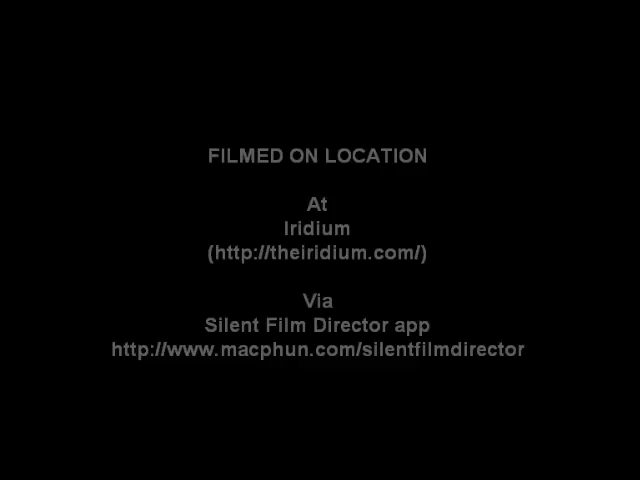 FILMED ON LOCATION
At
Iridium
(http://theiridium.com/)
Via
Silent Film Director app
http://www.macphun.com/silentfilmdirector